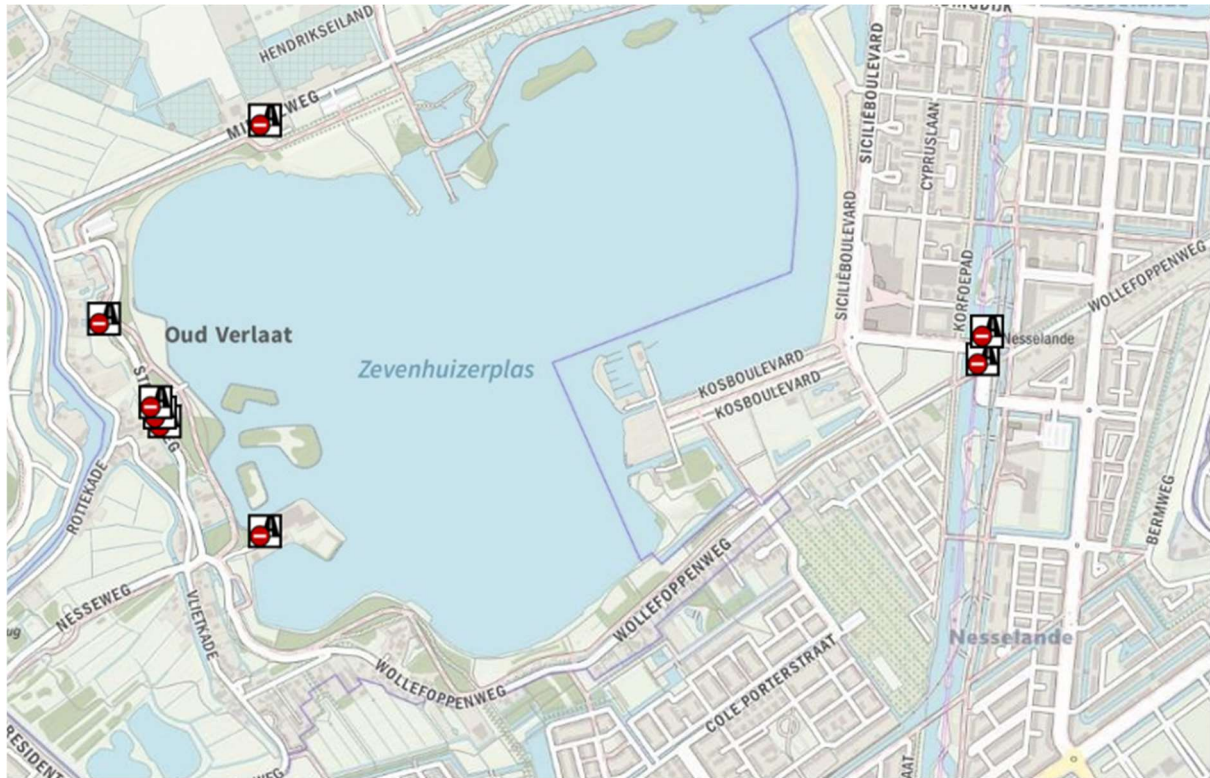 HENDRIKSEILAND
SICILIËBOULEVARD
CYPRUSLAAN
KORFOEPAD
WOLLEFOPPENWEG
Oud Verlaat
Zevenhuizerplas
SICILIËBOULEVARD
Nesselande
KOSBOULEVARD
KOSBOULEVARD
ROTTEKADE
BERMWEG
NESSEWEG
VLIETKADE
WOLLEFOPPENWEG
WOLLEFOPPENWEG
COLE PORTERSTRAAT
Nesselande